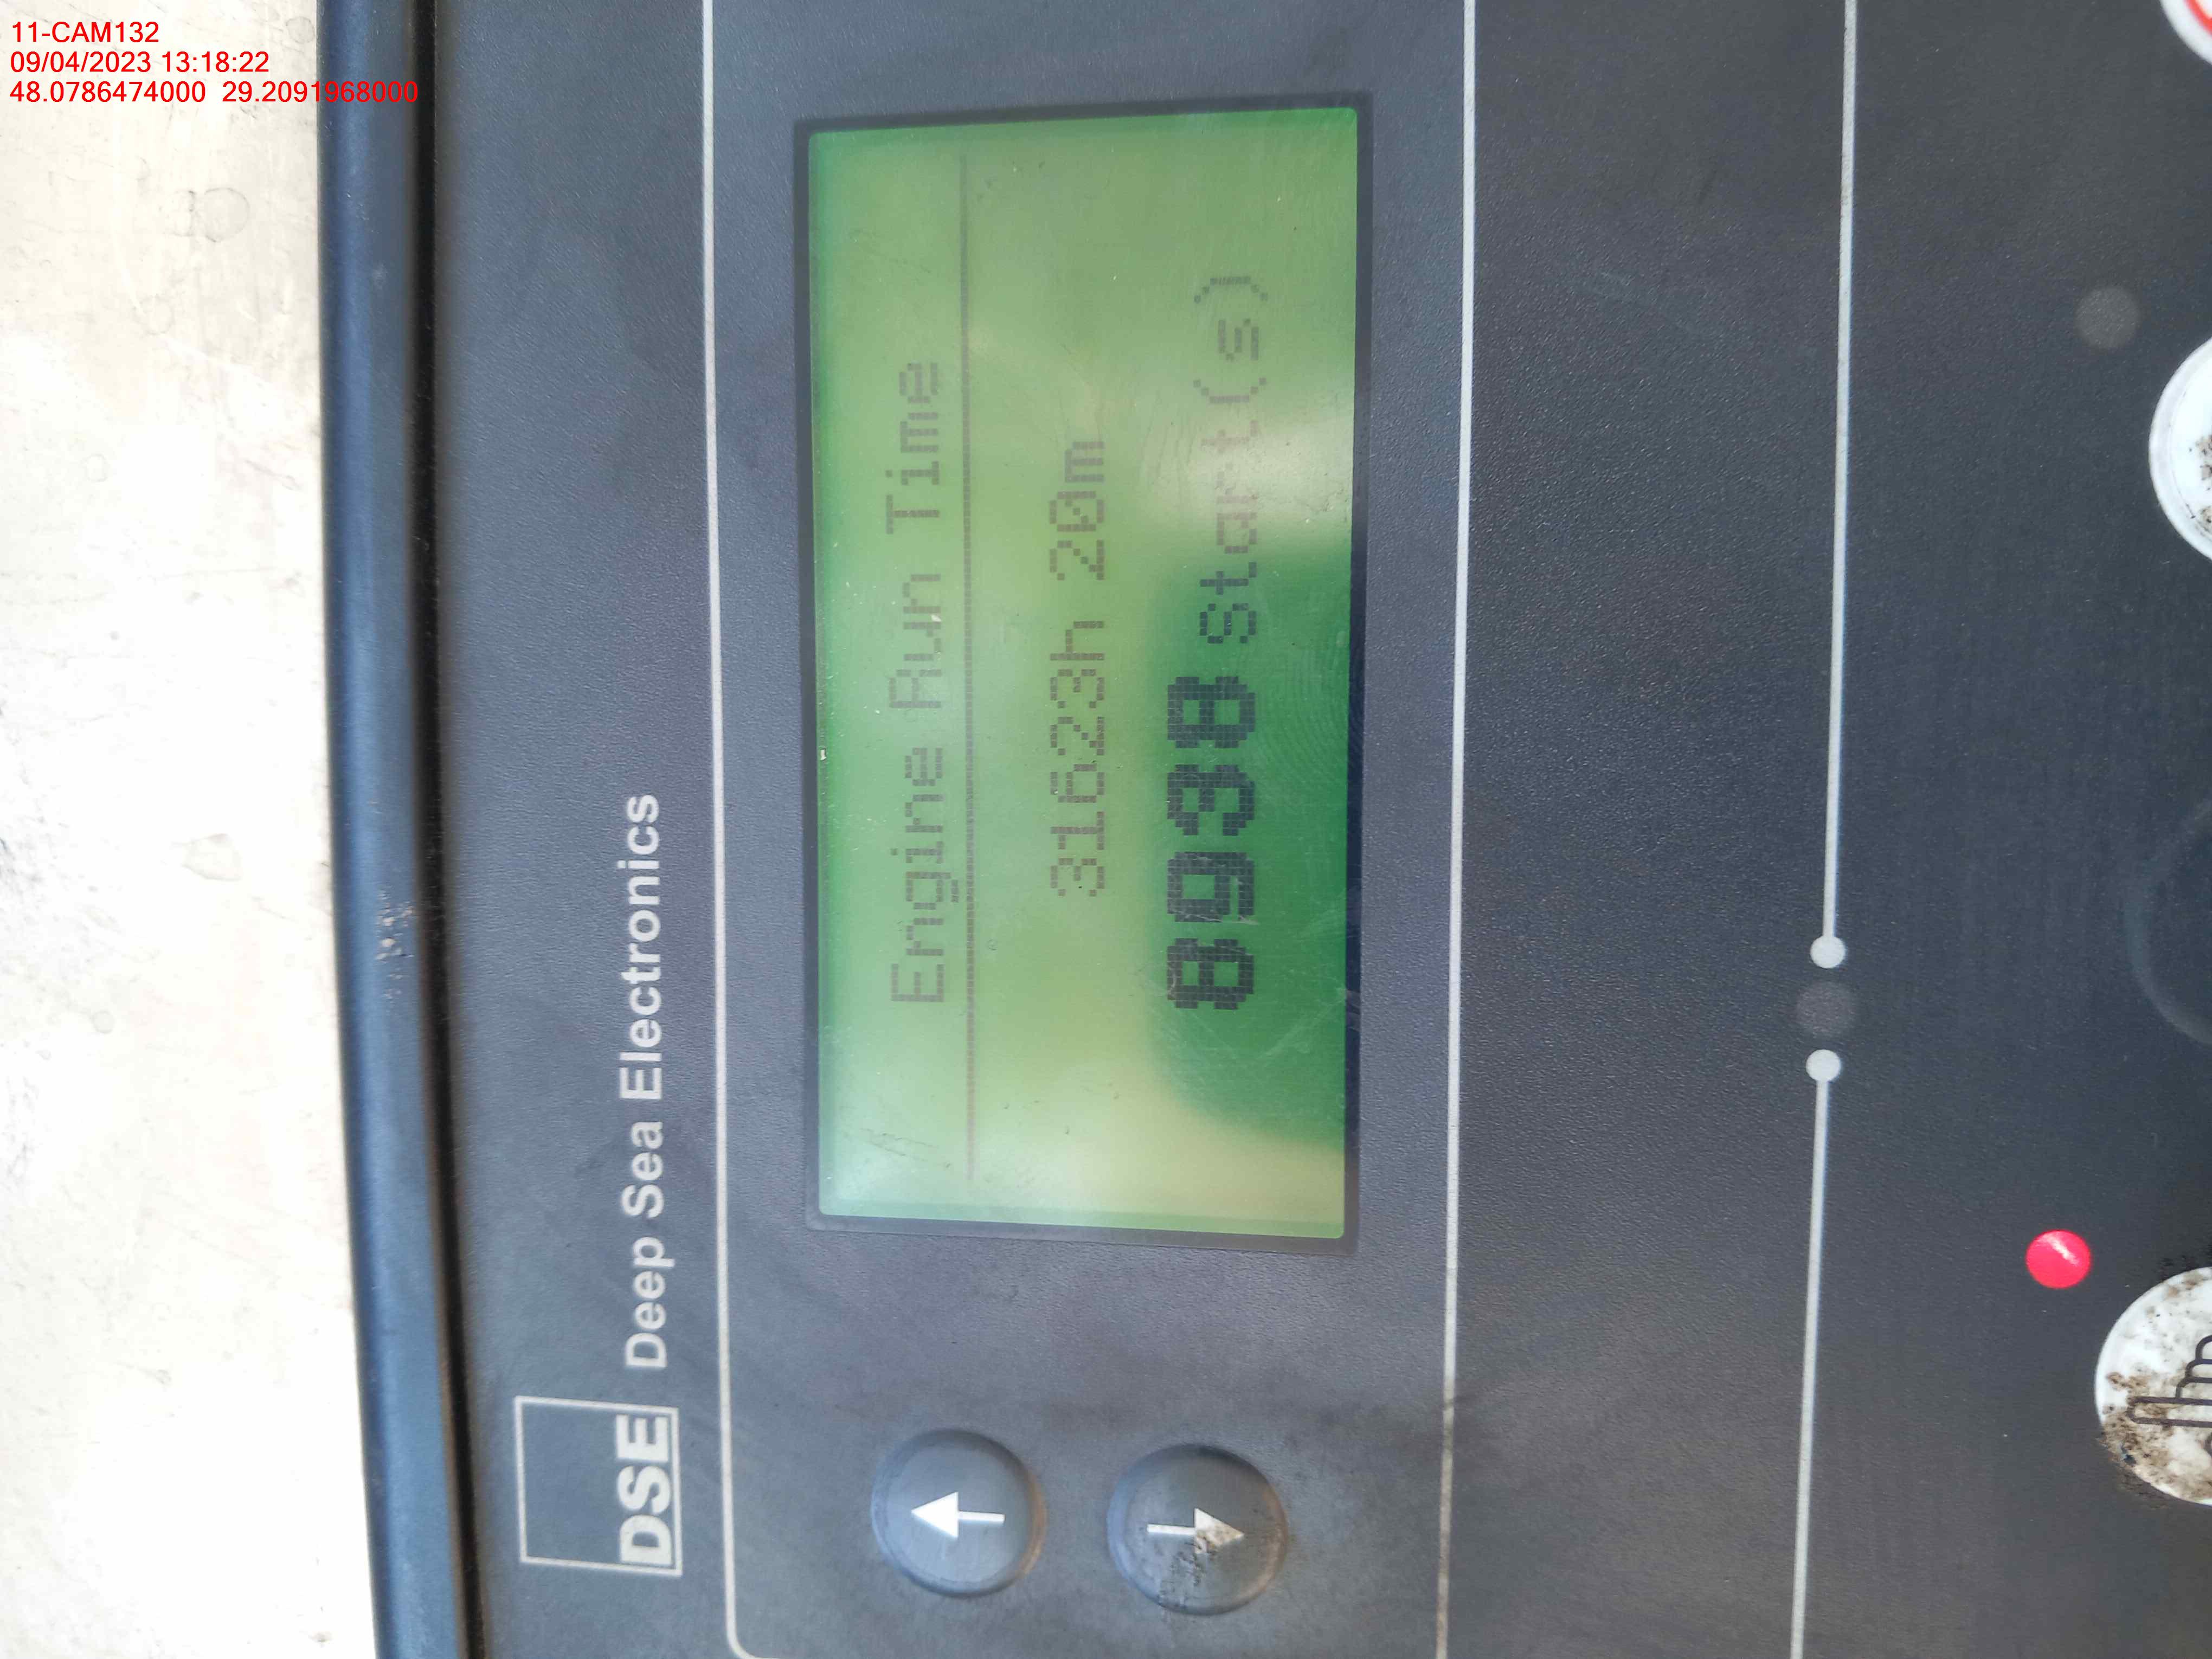 11-CAM132
09/04/2023 13:18:22
48.0786474000 29.2091968000
DSE Deep Sea Electronics
Engine Run Time
31623h 20m
8938 start(s)